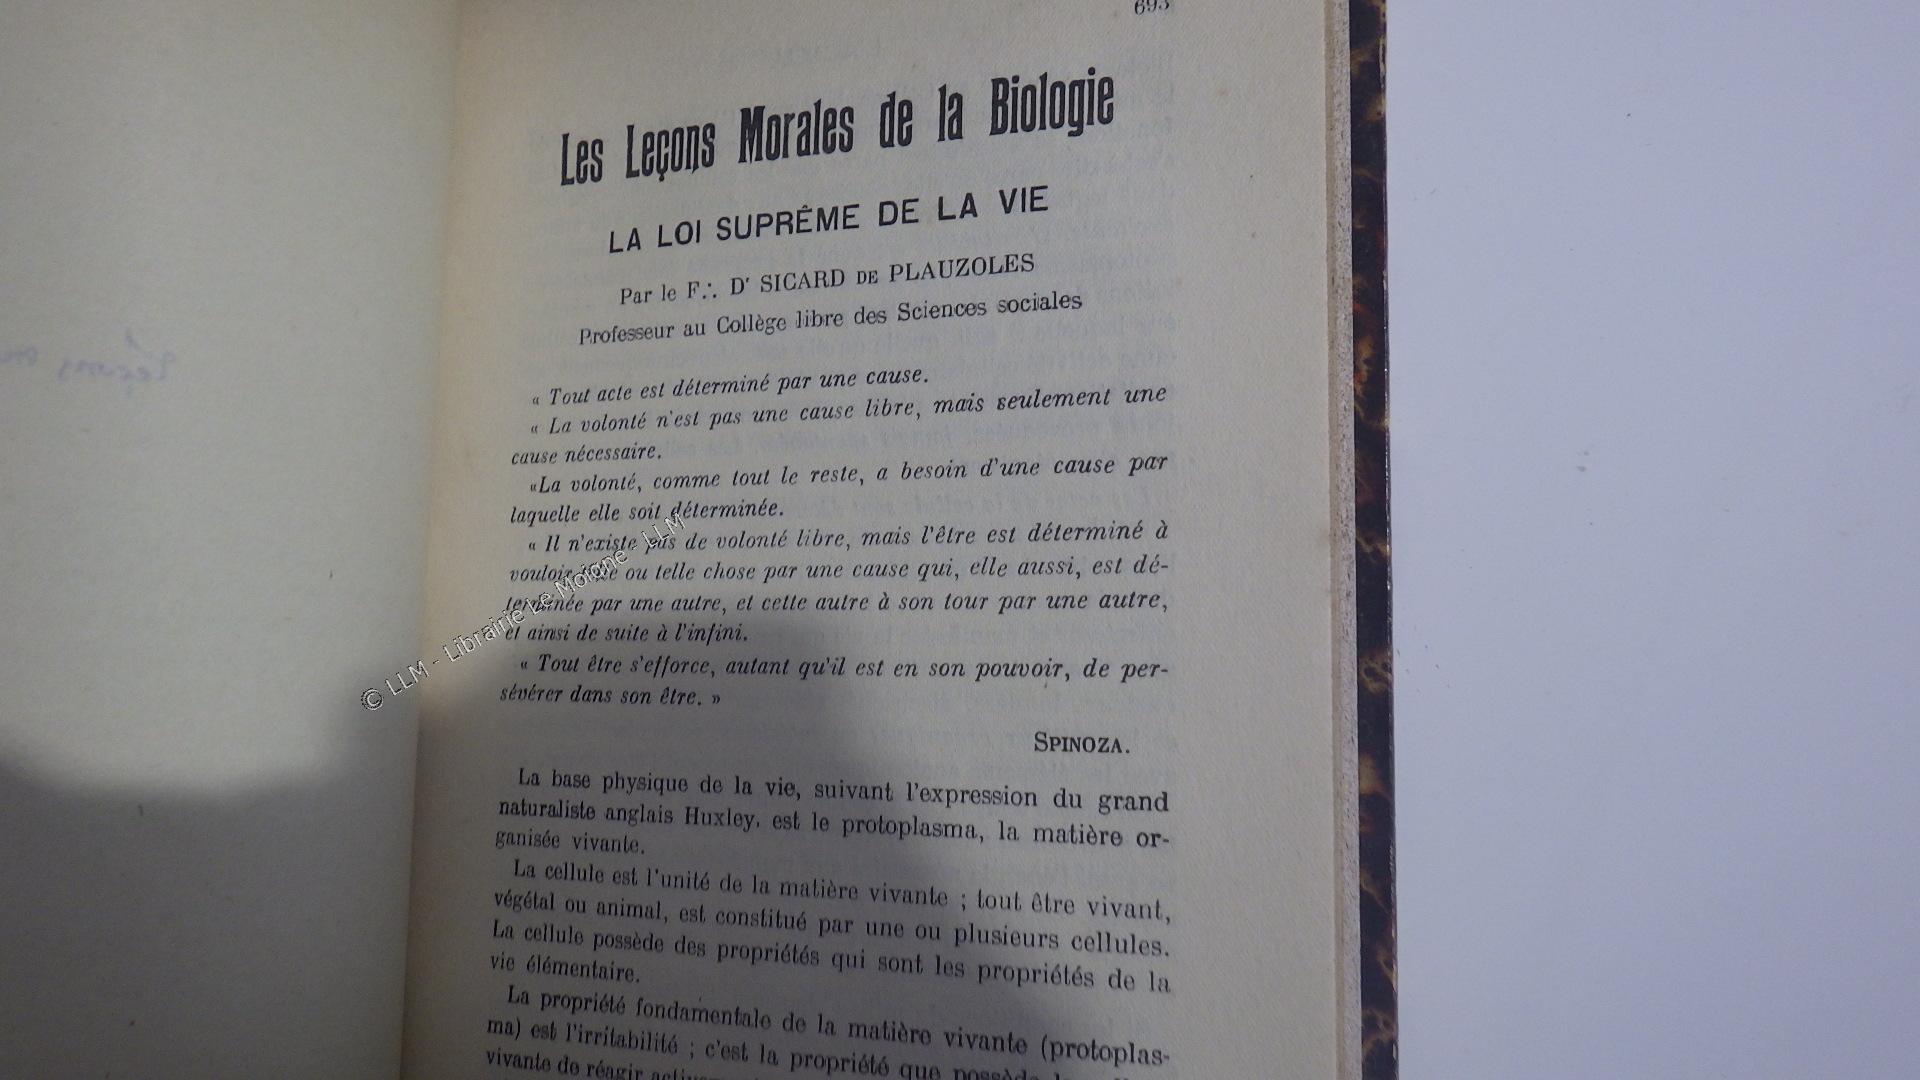 693
Les Leçons Morales de la Biologie
LA LOI SUPRÊME DE LA VIE
Par le F∴ Dr SICARD DE PLAUZOLES
Professeur au Collège libre des Sciences sociales
« Tout acte est déterminé par une cause.
« La volonté n'est pas une cause libre, mais seulement une
cause nécessaire.
«La volonté, comme tout le reste, a besoin d'une cause par
laquelle elle soit déterminée.
« Il n'existe pas de volonté libre, mais l'être est déterminé à
vouloir telle ou telle chose par une cause qui, elle aussi, est dé-
terminée par une autre, et cette autre à son tour par une autre,
et ainsi de suite à l'infini.
« Tout être s'efforce, autant qu'il est en son pouvoir, de per-
sévérer dans son être. »
SPINOZA.
La base physique de la vie, suivant l'expression du grand
naturaliste anglais Huxley, est le protoplasma, la matière or-
ganisée vivante.
La cellule est l'unité de la matière vivante ; tout être vivant,
végétal ou animal, est constitué par une ou plusieurs cellules.
La cellule possède des propriétés qui sont les propriétés de la
vie élémentaire.
La propriété fondamentale de la matière vivante (protoplas-
ma) est l'irritabilité ; c'est la propriété que possède
vivante de réagir
© LLM - Librairie Le Moigne - LLM